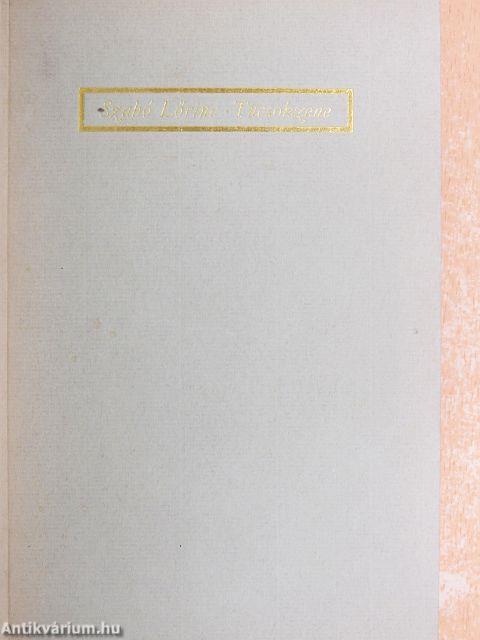 Szabó Lőrinc · Tücsökzene
Antikvárium.hu